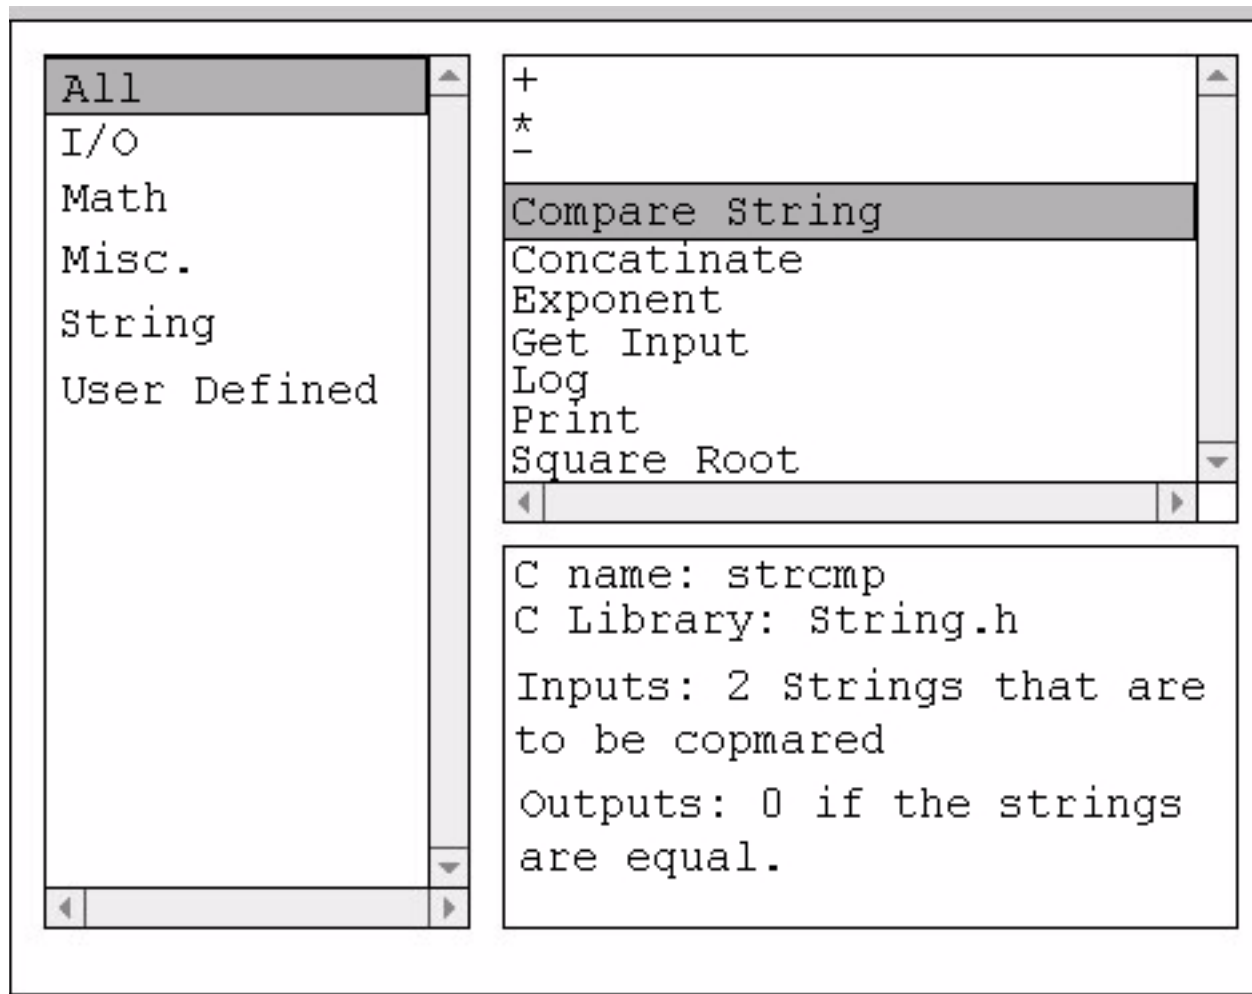 All
I/O
Math
Misc.
String
User Defined
+
*
-
Compare String
Concatinate
Exponent
Get Input
Log
Print
Square Root
C name: strcmp
C Library: String.h
Inputs: 2 Strings that are
to be copmared
Outputs: 0 if the strings
are equal.